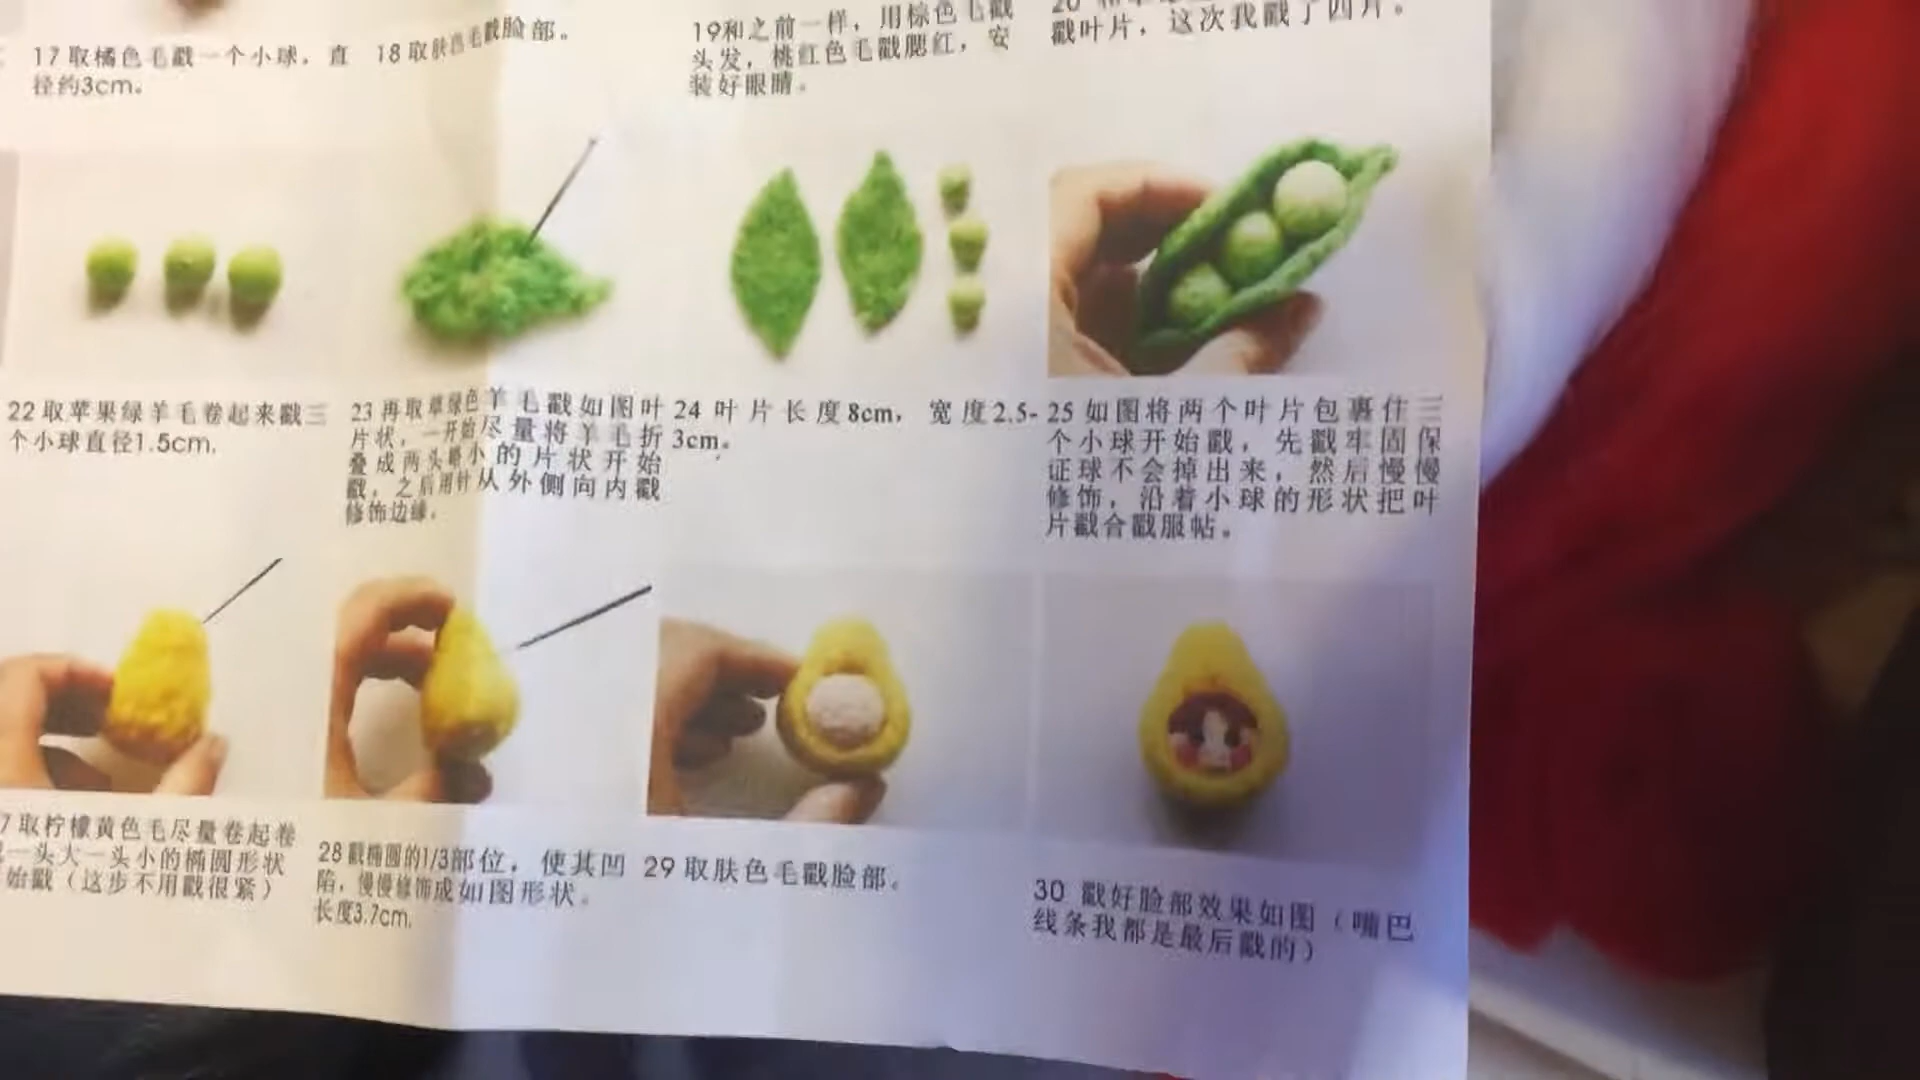 17取橘色毛戳一个小球，直
径约3cm。
18取肤色毛戳脸部。
19和之前一样，用棕色毛戳
头发，桃红色毛戳腮红，安
装好眼睛。
戳叶片，这次我戳了四片。
22取苹果绿羊毛卷起来戳三
个小球直径1.5cm.
23再取草绿色羊毛戳如图叶
片状，一开始尽量将羊毛折
叠成两头略小的片状开始
戳，之后用针从外侧向内戳
修饰边缘.
24 叶片长度8cm，宽度2.5-
3cm。
25 如图将两个叶片包裹住三
个小球开始戳，先戳牢固保
证球不会掉出来，然后慢慢
修饰，沿着小球的形状把叶
片戳合戳服帖。
7取柠檬黄色毛尽量卷起卷
一头大一头小的椭圆形状
始戳（这步不用戳很紧）
28戳椭圆的1/3部位，使其凹
陷，慢慢修饰成如图形状。
长度3.7cm.
29取肤色毛戳脸部。
30 戳好脸部效果如图（嘴巴
线条我都是最后戳的）